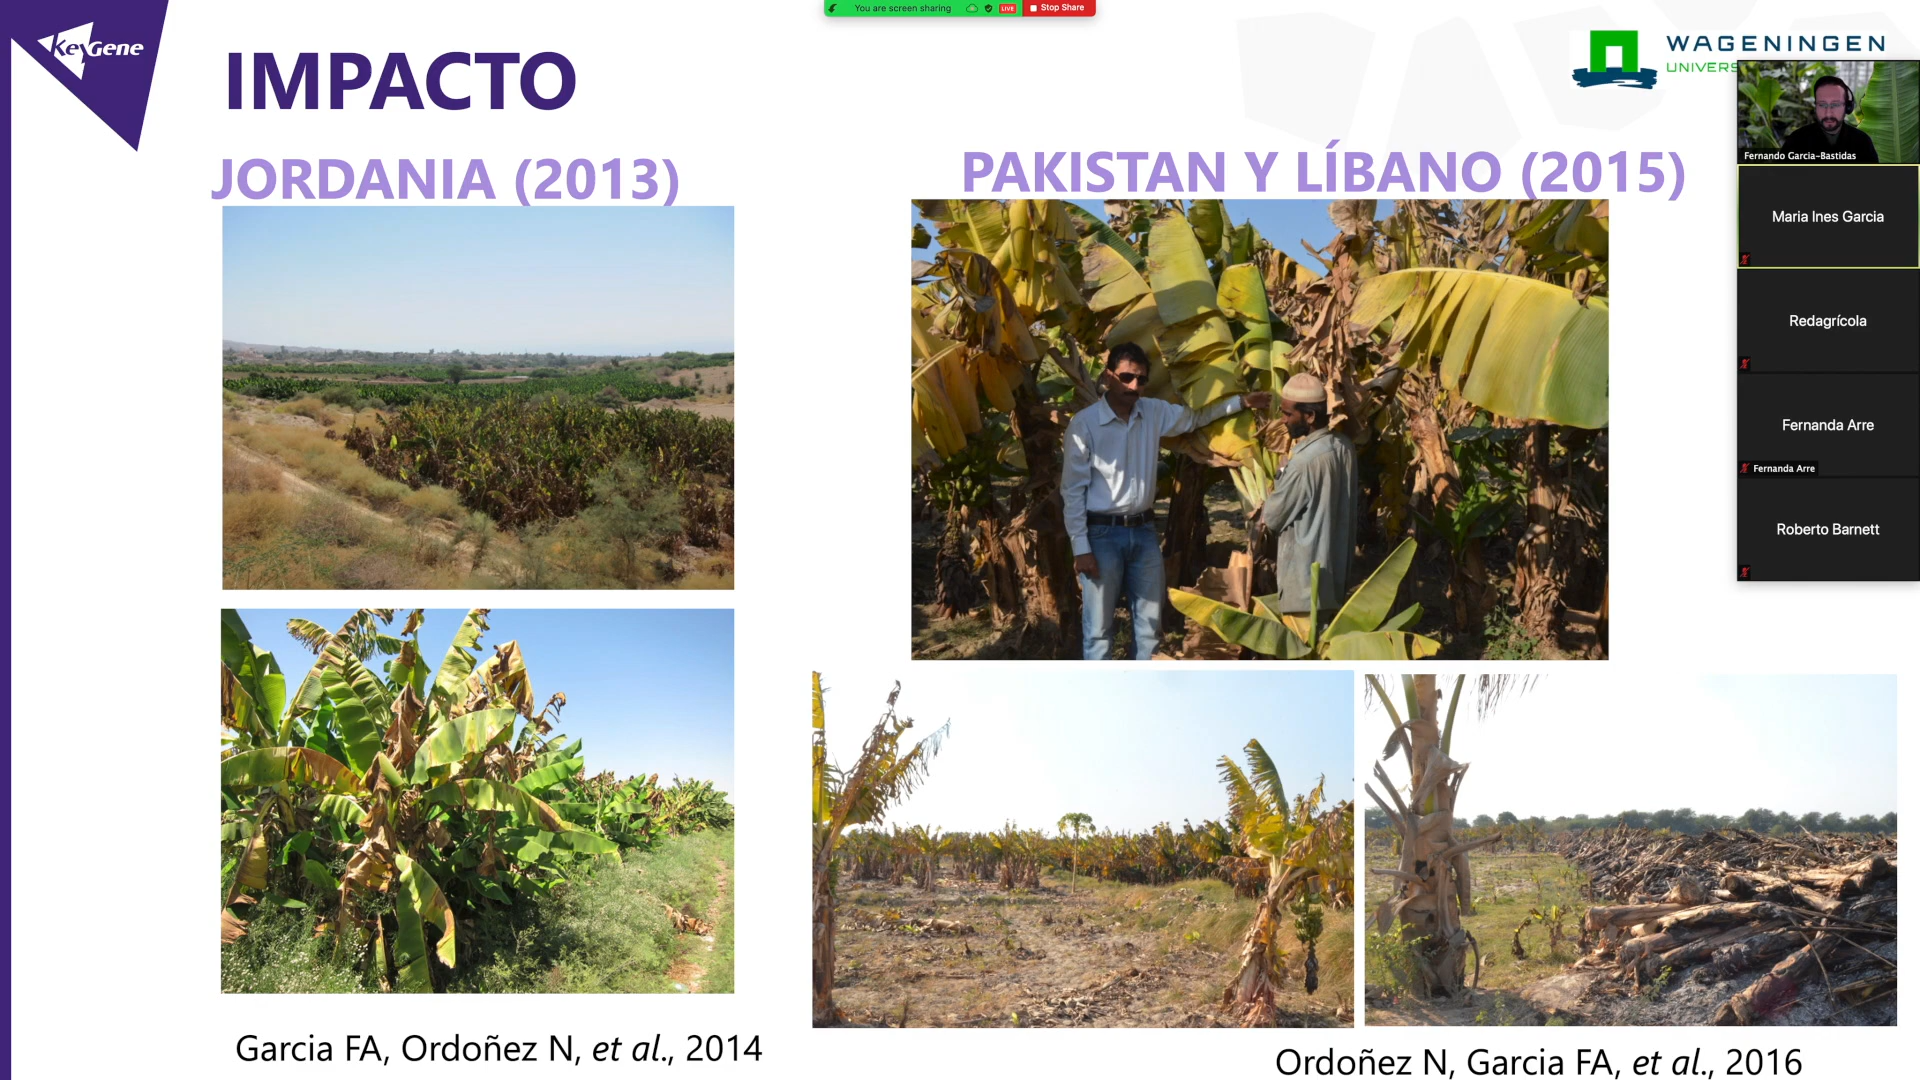 You are screen sharing
LIVE
Stop Share
KeyGene
IMPACTO
WAGENINGEN
UNIVERS
JORDANIA (2013)
PAKISTAN Y LÍBANO (2015)
Fernando Garcia-Bastidas
Maria Ines Garcia
Redagrícola
Fernanda Arre
Fernanda Arre
Roberto Barnett
Garcia FA, Ordoñez N, et al., 2014
Ordoñez N, Garcia FA, et al., 2016